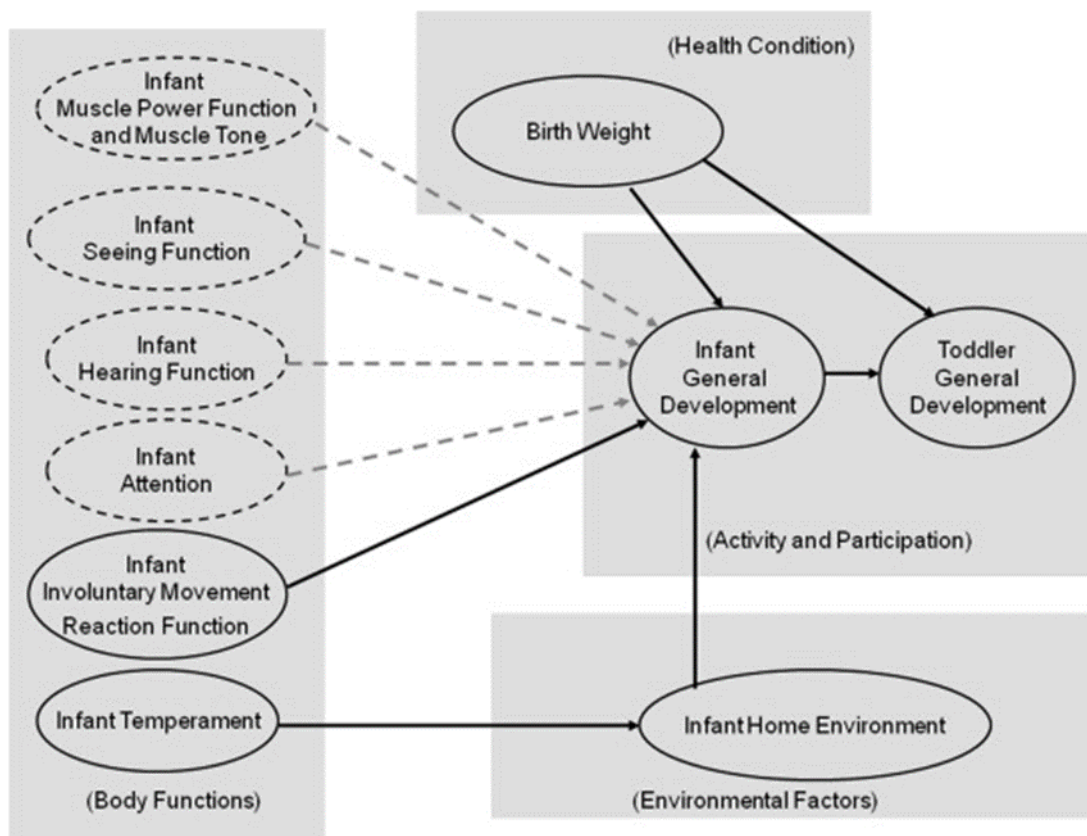 Infant
Muscle Power Function
and Muscle Tone
Infant
Seeing Function
Infant
Hearing Function
Infant
Attention
Infant
Involuntary Movement
Reaction Function
Infant Temperament
(Body Functions)
(Health Condition)
Birth Weight
Infant
General
Development
Toddler
General
Development
(Activity and Participation)
Infant Home Environment
(Environmental Factors)